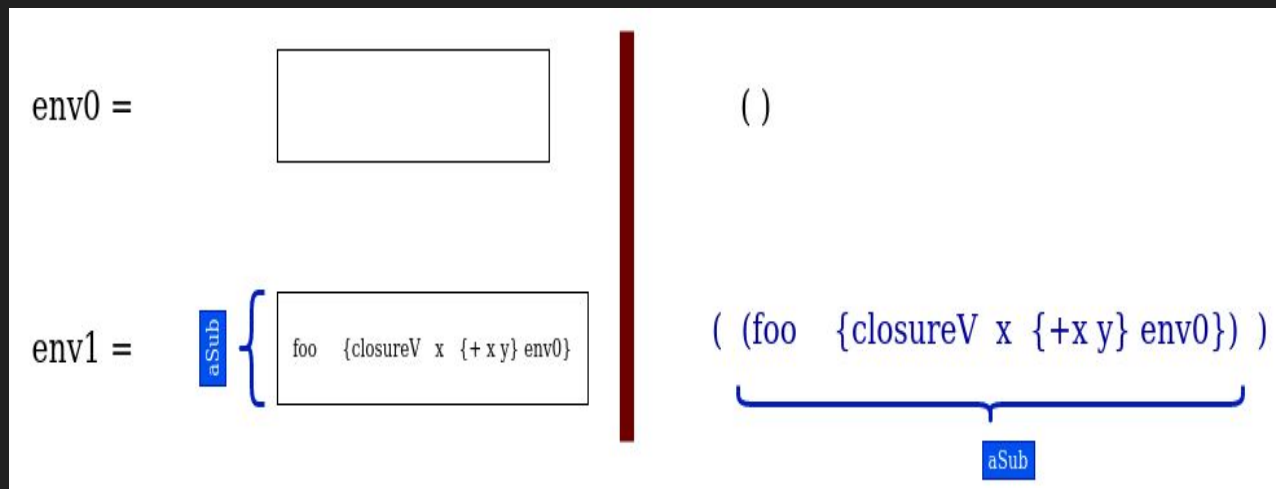 env0 =
( )
env1 =
aSub
foo {closureV x {+ x y} env0}
( (foo {closureV x {+x y} env0}) )
aSub